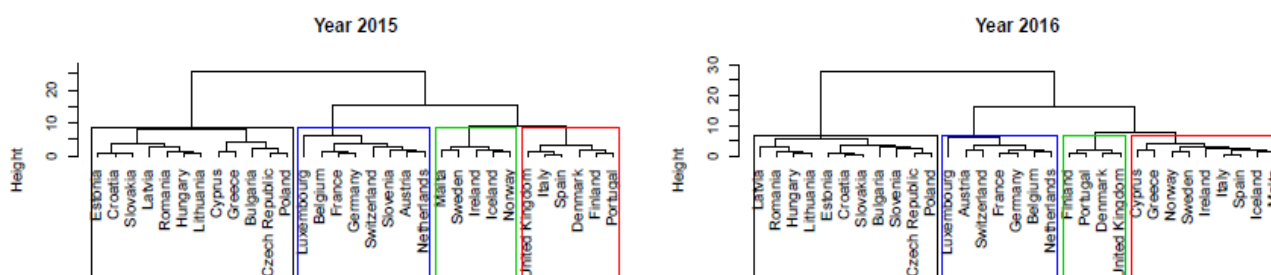 Year 2015
Height
20
10
0
Estonia
Croatia
Slovakia
Latvia
Romania
Hungary
Lithuania
Cyprus
Greece
Bulgaria
Czech Republic
Poland
Luxembourg
Belgium
France
Germany
Switzerland
Slovenia
Austria
Netherlands
Malta
Sweden
Ireland
Iceland
Norway
United Kingdom
Italy
Spain
Denmark
Finland
Portugal
Year 2016
Height
30
20
10
0
Latvia
Romania
Hungary
Lithuania
Estonia
Croatia
Slovakia
Bulgaria
Slovenia
Czech Republic
Poland
Luxembourg
Austria
Switzerland
France
Germany
Belgium
Netherlands
Finland
Portugal
Denmark
United Kingdom
Cyprus
Greece
Norway
Sweden
Ireland
Italy
Spain
Iceland